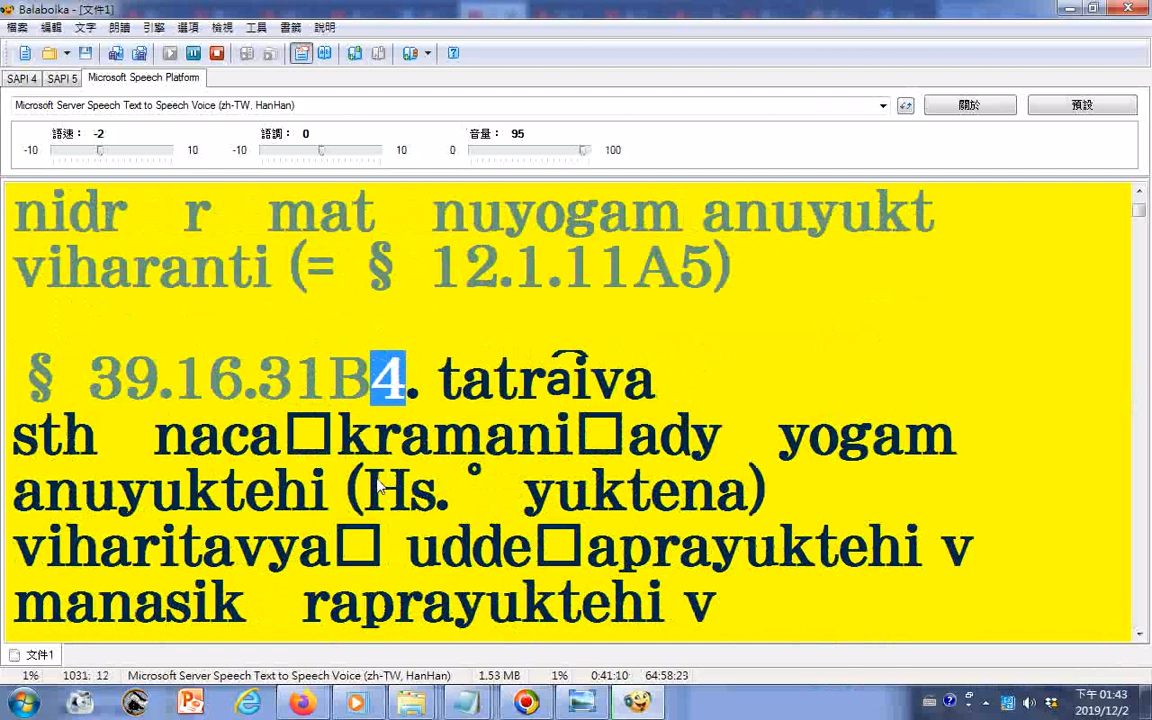 Balabolka - [文件1]
檔案 編輯 文字 朗讀 引擎 選項 檢視 工具 書籤 說明
SAPI 4 SAPI 5 Microsoft Speech Platform
Microsoft Server Speech Text to Speech Voice (zh-TW, HanHan) 關於 預設
語速： -2 語調： 0 音量： 95
-10 10 -10 10 0 100
nidr r mat nuyogam anuyukt
viharanti (= § 12.1.11A5)
§ 39.16.31B4. tatra͡iva
sth naca□kramani□ady yogam
anuyuktehi (Hs. ° yuktena)
viharitavya□ udde□aprayuktehi v
manasik raprayuktehi v
文件1
1% 1031: 12 Microsoft Server Speech Text to Speech Voice (zh-TW, HanHan) 1.53 MB 1% 0:41:10 64:58:23
下午 01:43
2019/12/2